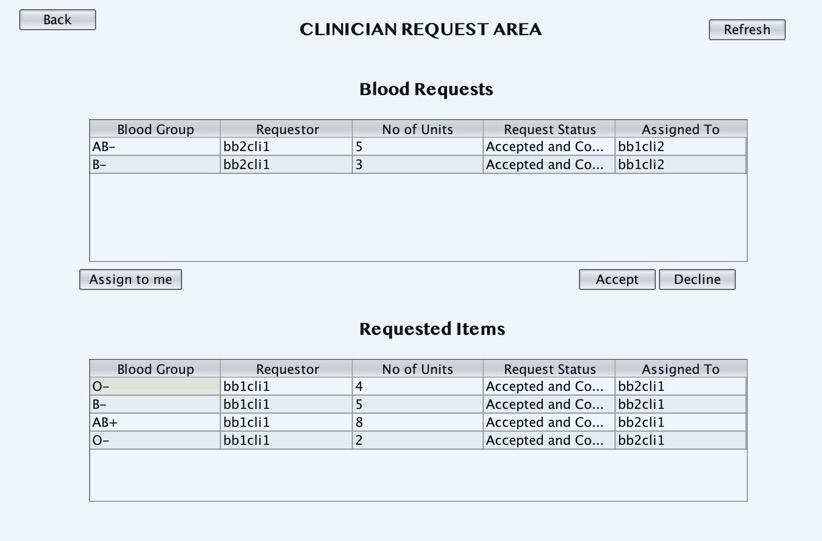 Back
CLINICIAN REQUEST AREA
Refresh
Blood Requests
Blood Group Requestor No of Units Request Status Assigned To
AB- bb2cli1 5 Accepted and Co... bb1cli2
B- bb2cli1 3 Accepted and Co... bb1cli2
Assign to me Accept Decline
Requested Items
Blood Group Requestor No of Units Request Status Assigned To
O- bb1cli1 4 Accepted and Co... bb2cli1
B- bb1cli1 5 Accepted and Co... bb2cli1
AB+ bb1cli1 8 Accepted and Co... bb2cli1
O- bb1cli1 2 Accepted and Co... bb2cli1